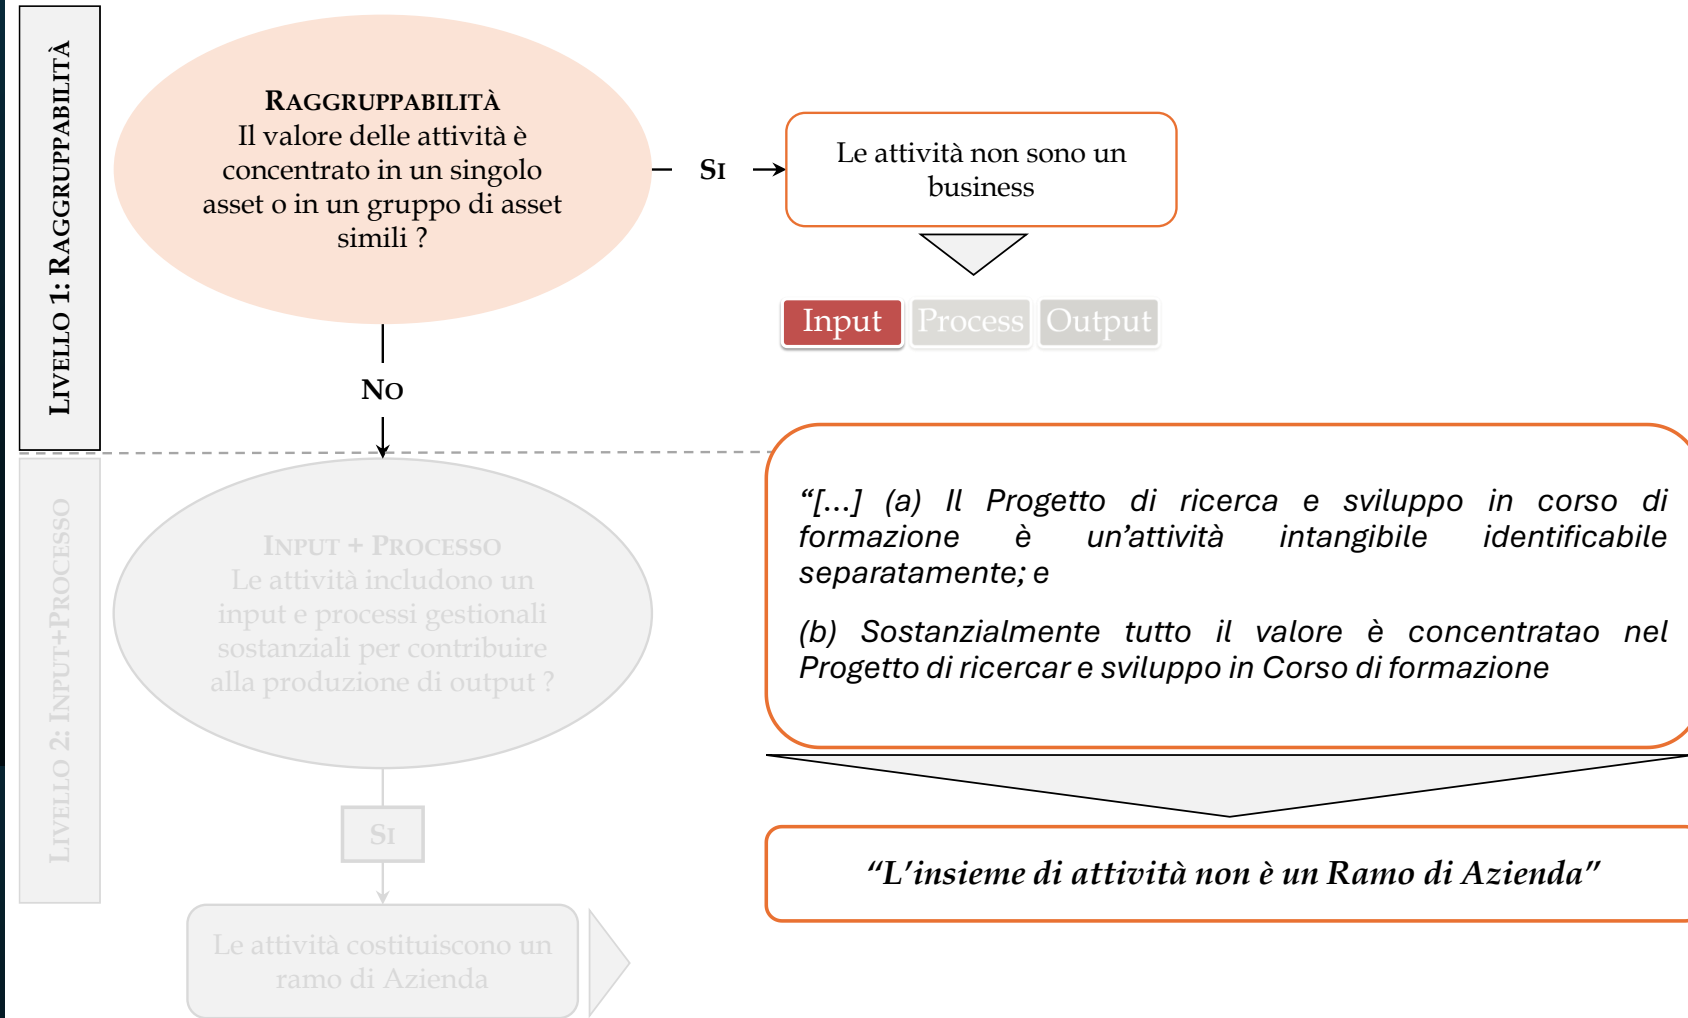 LIVELLO 1: RAGGRUPPABILITÀ
RAGGRUPPABILITÀ
Il valore delle attività è
concentrato in un singolo
asset o in un gruppo di asset
simili ?
SI
Le attività non sono un
business
Input
Process
Output
NO
LIVELLO 2: INPUT+PROCESSO
INPUT + PROCESSO
Le attività includono un
input e processi gestionali
sostanziali per contribuire
alla produzione di output ?
SI
Le attività costituiscono un
ramo di Azienda
“[…] (a) Il Progetto di ricerca e sviluppo in corso di
formazione è un’attività intangibile identificabile
separatamente; e
(b) Sostanzialmente tutto il valore è concentratao nel
Progetto di ricercar e sviluppo in Corso di formazione
“L’insieme di attività non è un Ramo di Azienda”